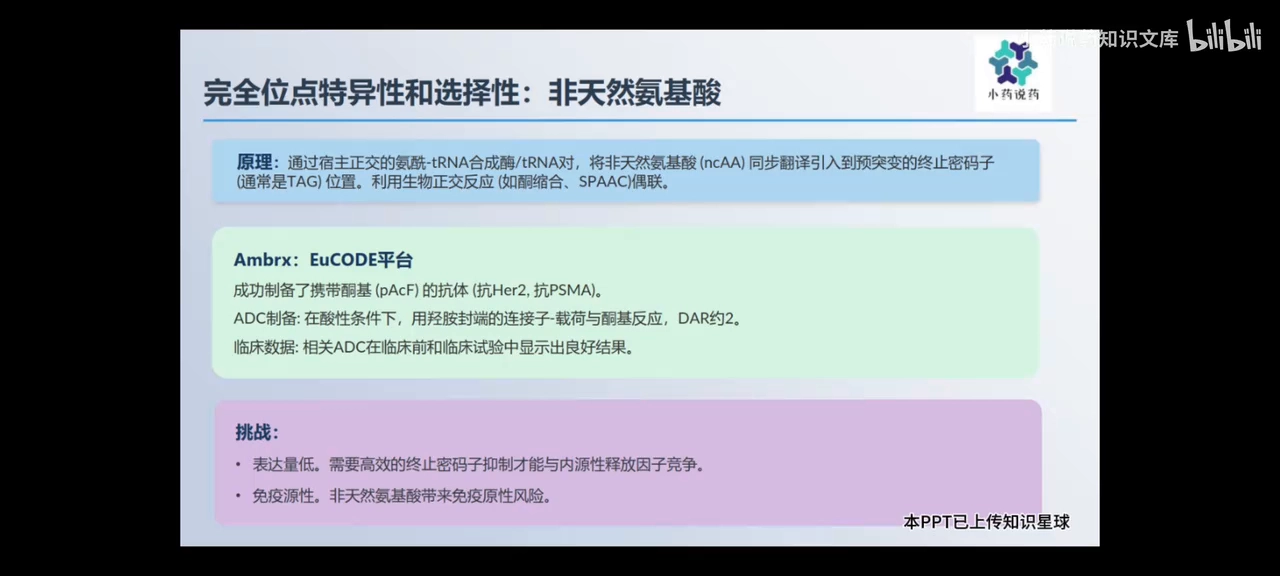 知识文库 bilibili
小药说药
完全位点特异性和选择性：非天然氨基酸
原理：通过宿主正交的氨酰-tRNA合成酶/tRNA对，将非天然氨基酸 (ncAA) 同步翻译引入到预突变的终止密码子
(通常是TAG) 位置。利用生物正交反应 (如酮缩合、SPAAC)偶联。
Ambrx：EuCODE平台
成功制备了携带酮基 (pAcF) 的抗体 (抗Her2, 抗PSMA)。
ADC制备: 在酸性条件下，用羟胺封端的连接子-载荷与酮基反应，DAR约2。
临床数据: 相关ADC在临床前和临床试验中显示出良好结果。
挑战：
• 表达量低。需要高效的终止密码子抑制才能与内源性释放因子竞争。
• 免疫源性。非天然氨基酸带来免疫原性风险。
本PPT已上传知识星球